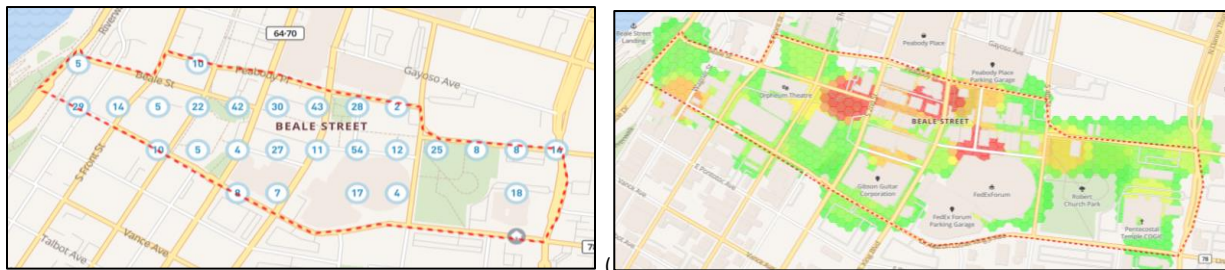 Riverw
64-70
5
10
Beale St
Peabody Pl
Gayoso Ave
29
14
5
22
42
30
43
28
2
BEALE STREET
10
5
4
27
11
54
12
25
8
8
14
S Front St
8
7
17
4
18
Vance Ave
Talbot Ave
(
Beale Street
Landing
Peabody Place
Gayoso Ave
Peabody Place
Parking Garage
Orpheum Theatre
BEALE STREET
E Pontotoc Ave
Gibson Guitar
Corporation
FedExForum
Robert
Church Park
Vance Ave
FedEx Forum
Parking Garage
Pentecostal
Temple COGIC
78